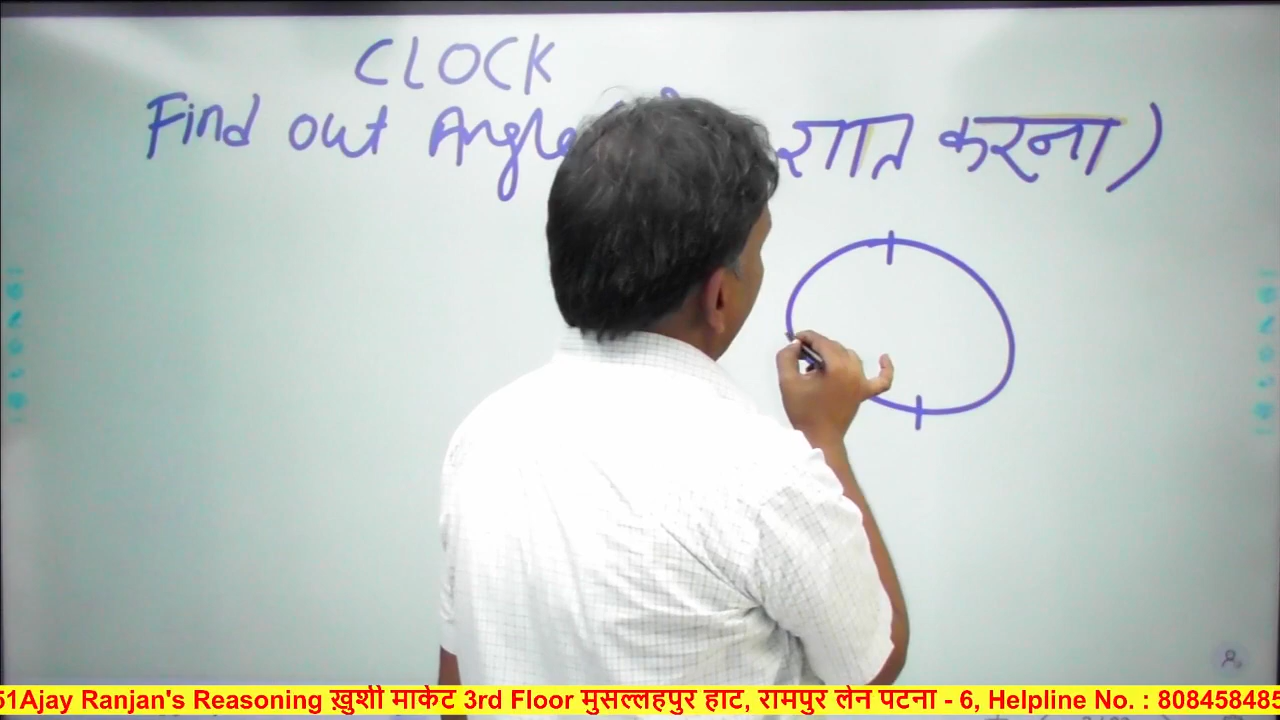 CLOCK
Find out Angle ज्ञात करना)
51Ajay Ranjan's Reasoning ख़ुशी मार्केट 3rd Floor मुसल्लहपुर हाट, रामपुर लेन पटना - 6, Helpline No. : 808458485